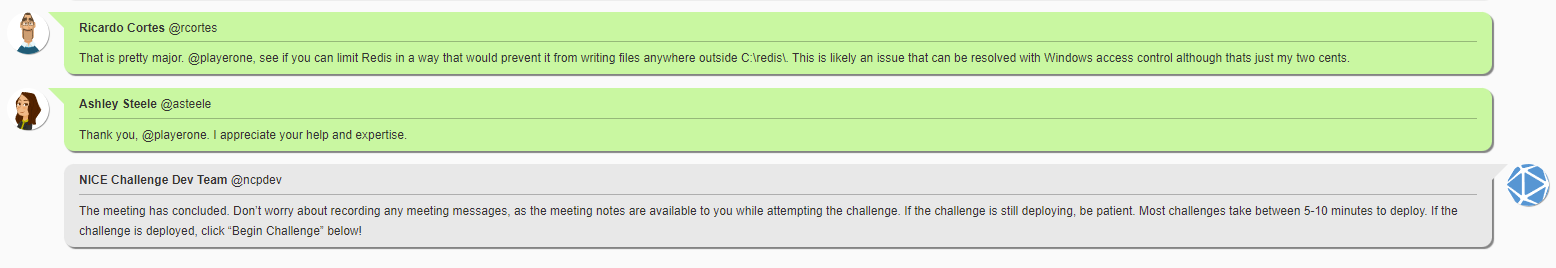 Ricardo Cortes @rcortes
That is pretty major. @playerone, see if you can limit Redis in a way that would prevent it from writing files anywhere outside C:\redis\. This is likely an issue that can be resolved with Windows access control although thats just my two cents.
Ashley Steele @asteele
Thank you, @playerone. I appreciate your help and expertise.
NICE Challenge Dev Team @ncpdev
The meeting has concluded. Don’t worry about recording any meeting messages, as the meeting notes are available to you while attempting the challenge. If the challenge is still deploying, be patient. Most challenges take between 5-10 minutes to deploy. If the
challenge is deployed, click “Begin Challenge” below!